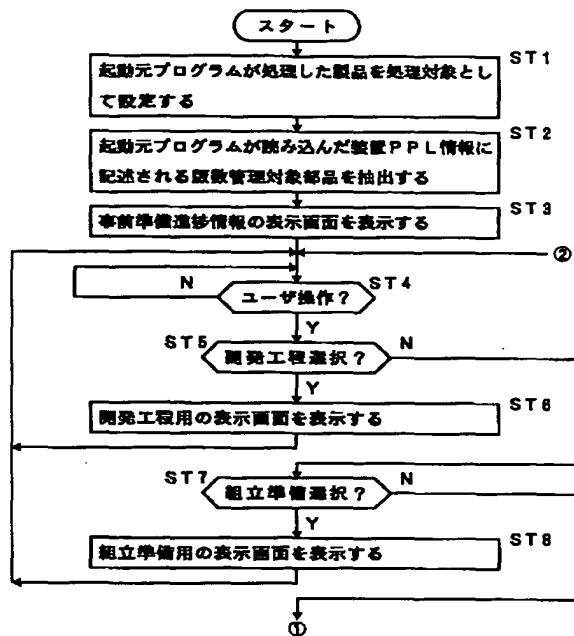 スタート
ST1
起動元プログラムが処理した製品を処理対象とし
て設定する
ST2
起動元プログラムが読み込んだ装置PPL情報に
記述される版数管理対象部品を抽出する
ST3
事前準備進捗情報の表示画面を表示する
②
N
ST4
ユーザ操作?
Y
ST5
開発工程選択?
N
Y
ST6
開発工程用の表示画面を表示する
ST7
組立準備選択?
N
Y
ST8
組立準備用の表示画面を表示する
①